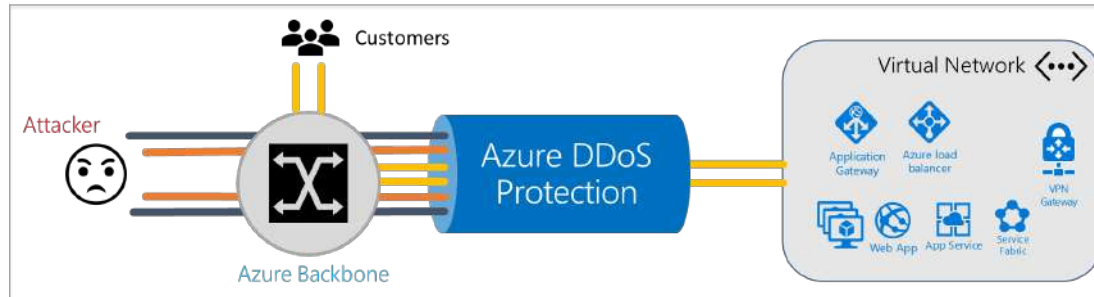 Customers
Attacker
Azure Backbone
Azure DDoS
Protection
Virtual Network
Application
Gateway
Azure load
balancer
VPN
Gateway
Web App
App Service
Service
Fabric